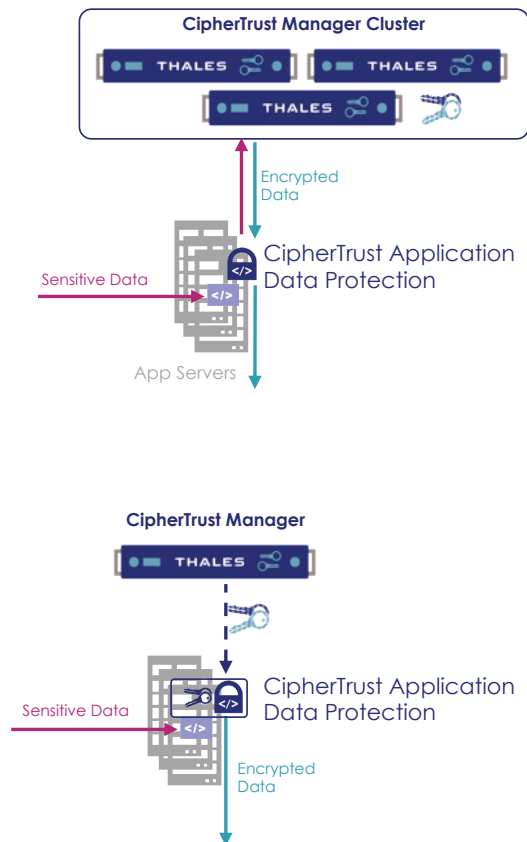 CipherTrust Manager Cluster
THALES
THALES
THALES
Encrypted
Data
CipherTrust Application
Data Protection
</>
Sensitive Data
</>
App Servers
CipherTrust Manager
THALES
CipherTrust Application
Data Protection
</>
Sensitive Data
</>
Encrypted
Data